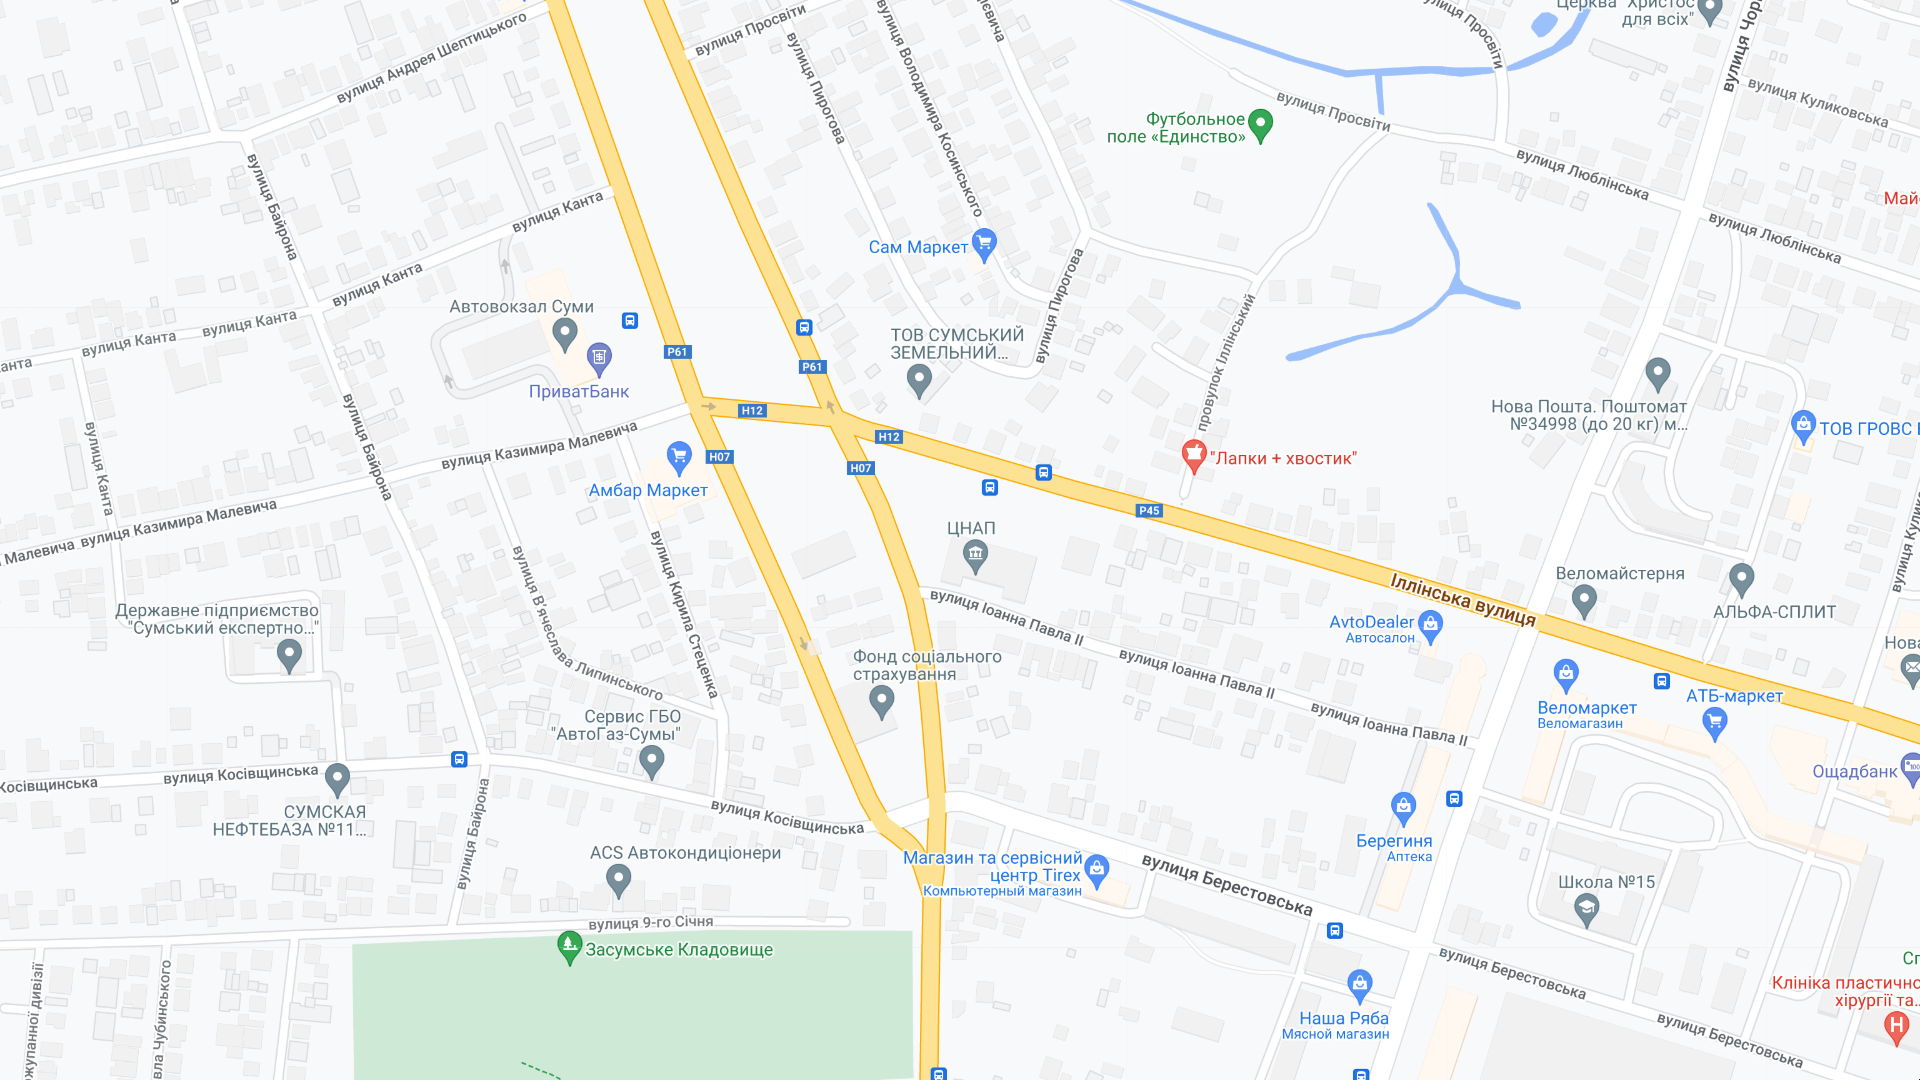 Церква "Христос
для всіх"
вулиця Просвіти
вулиця Андрея Шептицького
вулиця Просвіти
вулиця Пирогова
вулиця Володимира Косинського
вулиця Куликовська
Футбольное
поле «Единство»
вулиця Просвіти
вулиця Люблінська
вулиця Люблінська
вулиця Байрона
вулиця Канта
Сам Маркет
вулиця Канта
Автовокзал Суми
вулиця Канта
вулиця Канта
ТОВ СУМСЬКИЙ
ЗЕМЕЛЬНИЙ...
вулиця Пирогова
провулок Іллінський
P61
P61
ПриватБанк
H12
H12
H07
H07
P45
Нова Пошта. Поштомат
№34998 (до 20 кг) м...
ТОВ ГРОВС
"Лапки + хвостик"
вулиця Казимира Малевича
Амбар Маркет
вулиця Байрона
вулиця Канта
вулиця Казимира Малевича
Малевича
ЦНАП
вулиця Іоанна Павла ІІ
вулиця Іоанна Павла ІІ
вулиця Іоанна Павла ІІ
Іллінська вулиця
Веломайстерня
АЛЬФА-СПЛИТ
AvtoDealer
Автосалон
Державне підприємство
"Сумський експертно..."
вулиця В'ячеслава Липинського
вулиця Кирила Стеценка
Фонд соціального
страхування
Веломаркет
Веломагазин
АТБ-маркет
Ощадбанк
Сервис ГБО
"АвтоГаз-Сумы"
вулиця Косівщинська
Косівщинська
вулиця Косівщинська
СУМСКАЯ
НЕФТЕБАЗА №11...
вулиця Байрона
ACS Автокондиціонери
Магазин та сервісний
центр Tirex
Компьютерный магазин
Берегиня
Аптека
вулиця Берестовська
Школа №15
вулиця 9-го Січня
Засумське Кладовище
вулиця Берестовська
Наша Ряба
Мясной магазин
вулиця Берестовська
Клініка пластично
хірургії та...